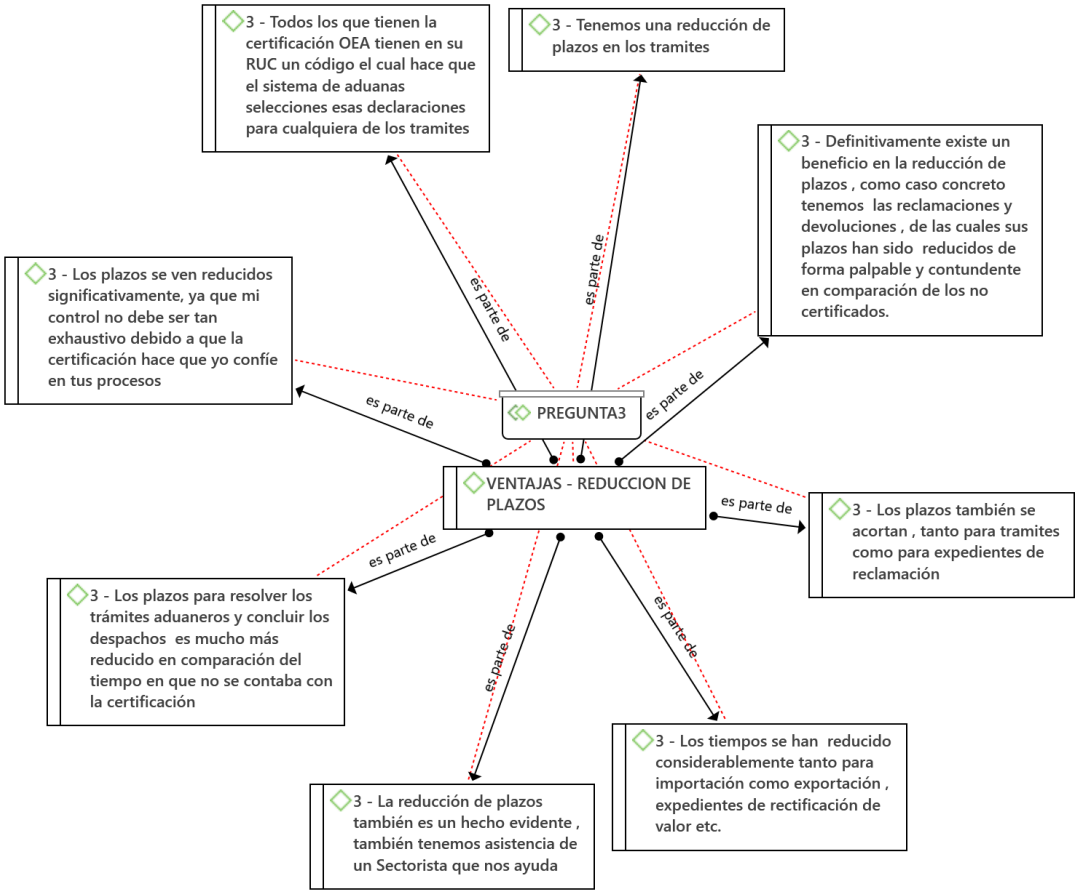 3 - Todos los que tienen la
certificación OEA tienen en su
RUC un código el cual hace que
el sistema de aduanas
selecciones esas declaraciones
para cualquiera de los tramites
3 - Tenemos una reducción de
plazos en los tramites
3 - Definitivamente existe un
beneficio en la reducción de
plazos , como caso concreto
tenemos las reclamaciones y
devoluciones , de las cuales sus
plazos han sido reducidos de
forma palpable y contundente
en comparación de los no
certificados.
3 - Los plazos se ven reducidos
significativamente, ya que mi
control no debe ser tan
exhaustivo debido a que la
certificación hace que yo confíe
en tus procesos
es parte de
es parte de
es parte de
es parte de
PREGUNTA3
VENTAJAS - REDUCCION DE
PLAZOS
es parte de
3 - Los plazos también se
acortan , tanto para tramites
como para expedientes de
reclamación
es parte de
3 - Los plazos para resolver los
trámites aduaneros y concluir los
despachos es mucho más
reducido en comparación del
tiempo en que no se contaba con
la certificación
es parte de
es parte de
3 - Los tiempos se han reducido
considerablemente tanto para
importación como exportación ,
expedientes de rectificación de
valor etc.
3 - La reducción de plazos
también es un hecho evidente ,
también tenemos asistencia de
un Sectorista que nos ayuda